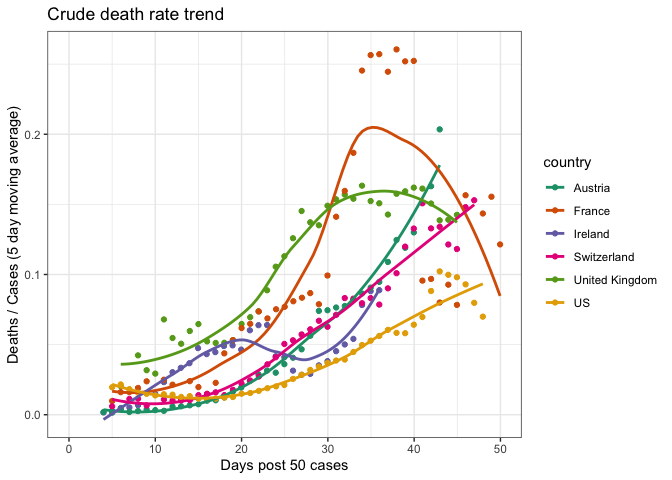 Crude death rate trend
Deaths / Cases (5 day moving average)
0.2
0.1
0.0
0 10 20 30 40 50
Days post 50 cases
country
Austria
France
Ireland
Switzerland
United Kingdom
US